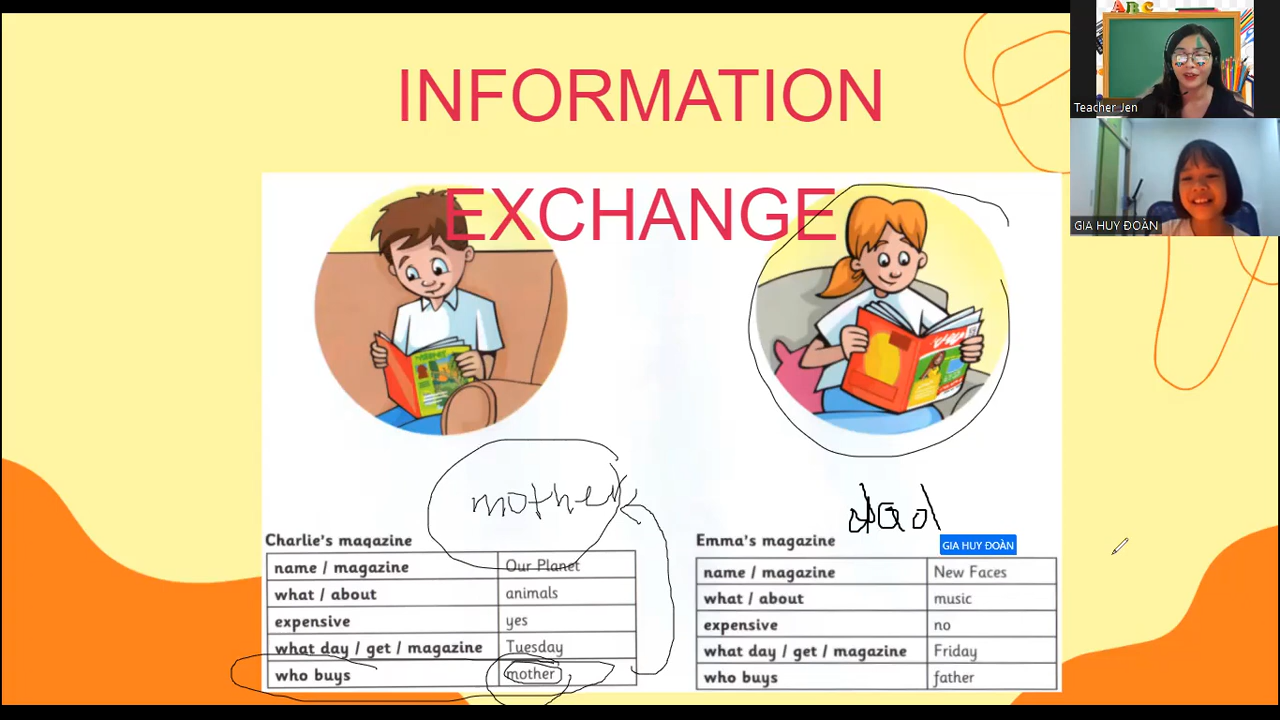 INFORMATION
EXCHANGE
ABC
Teacher Jen
GIA HUY ĐOÀN
mother
dad
GIA HUY ĐOÀN
Charlie's magazine
name / magazine Our Planet
what / about animals
expensive yes
what day / get / magazine Tuesday
who buys mother
Emma's magazine
name / magazine New Faces
what / about music
expensive no
what day / get / magazine Friday
who buys father